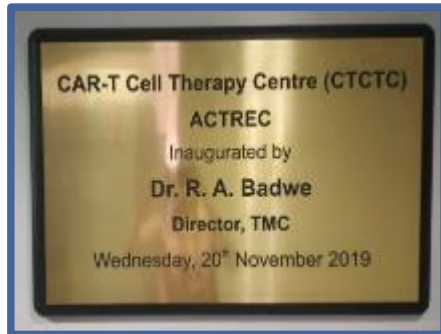 CAR-T Cell Therapy Centre (CTCTC)
ACTREC
Inaugurated by
Dr. R. A. Badwe
Director, TMC
Wednesday, 20th November 2019